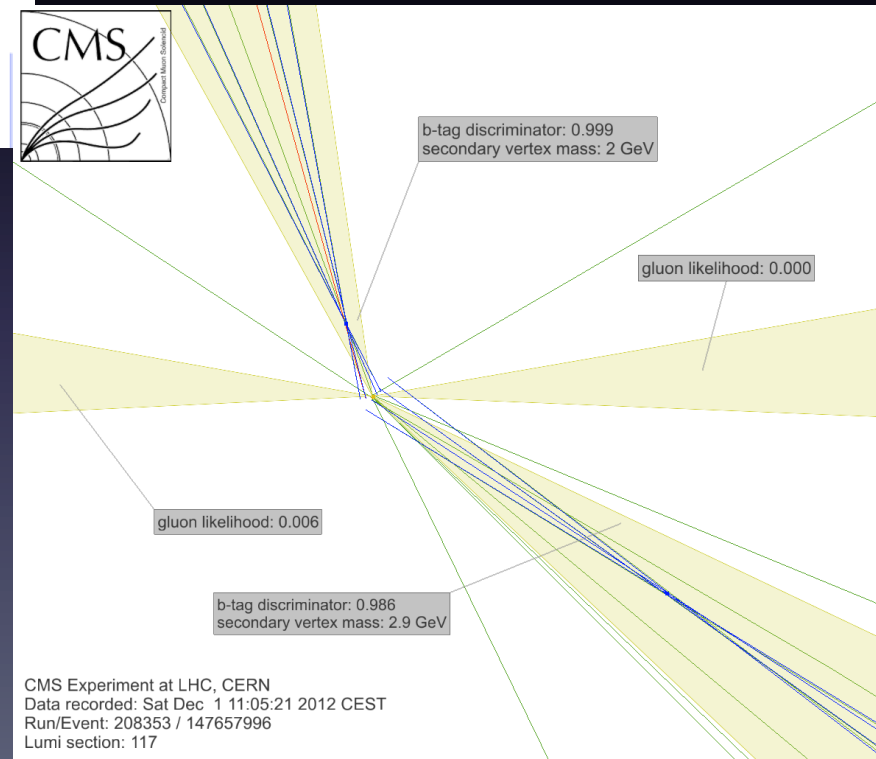 CMS
Compact Muon Solenoid
b-tag discriminator: 0.999
secondary vertex mass: 2 GeV
gluon likelihood: 0.000
gluon likelihood: 0.006
b-tag discriminator: 0.986
secondary vertex mass: 2.9 GeV
CMS Experiment at LHC, CERN
Data recorded: Sat Dec 1 11:05:21 2012 CEST
Run/Event: 208353 / 147657996
Lumi section: 117